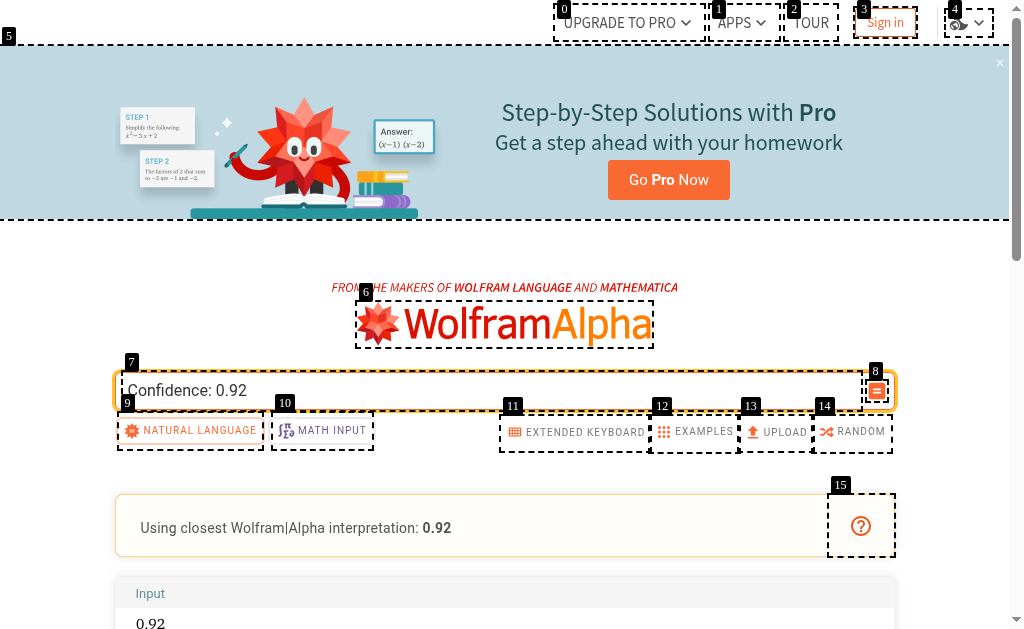 0
UPGRADE TO PRO
1
APPS
2
TOUR
3
Sign in
4
5
×
STEP 1
Simplify the following:
x² − 3 x + 2
STEP 2
The factors of 2 that sum
to −3 are −1 and −2.
Answer:
(x−1) (x−2)
Step-by-Step Solutions with Pro
Get a step ahead with your homework
Go Pro Now
6
FROM THE MAKERS OF WOLFRAM LANGUAGE AND MATHEMATICA
WolframAlpha
7
8
Confidence: 0.92
=
9
NATURAL LANGUAGE
10
MATH INPUT
11
EXTENDED KEYBOARD
12
EXAMPLES
13
UPLOAD
14
RANDOM
15
Using closest Wolfram|Alpha interpretation: 0.92
?
Input
0.92